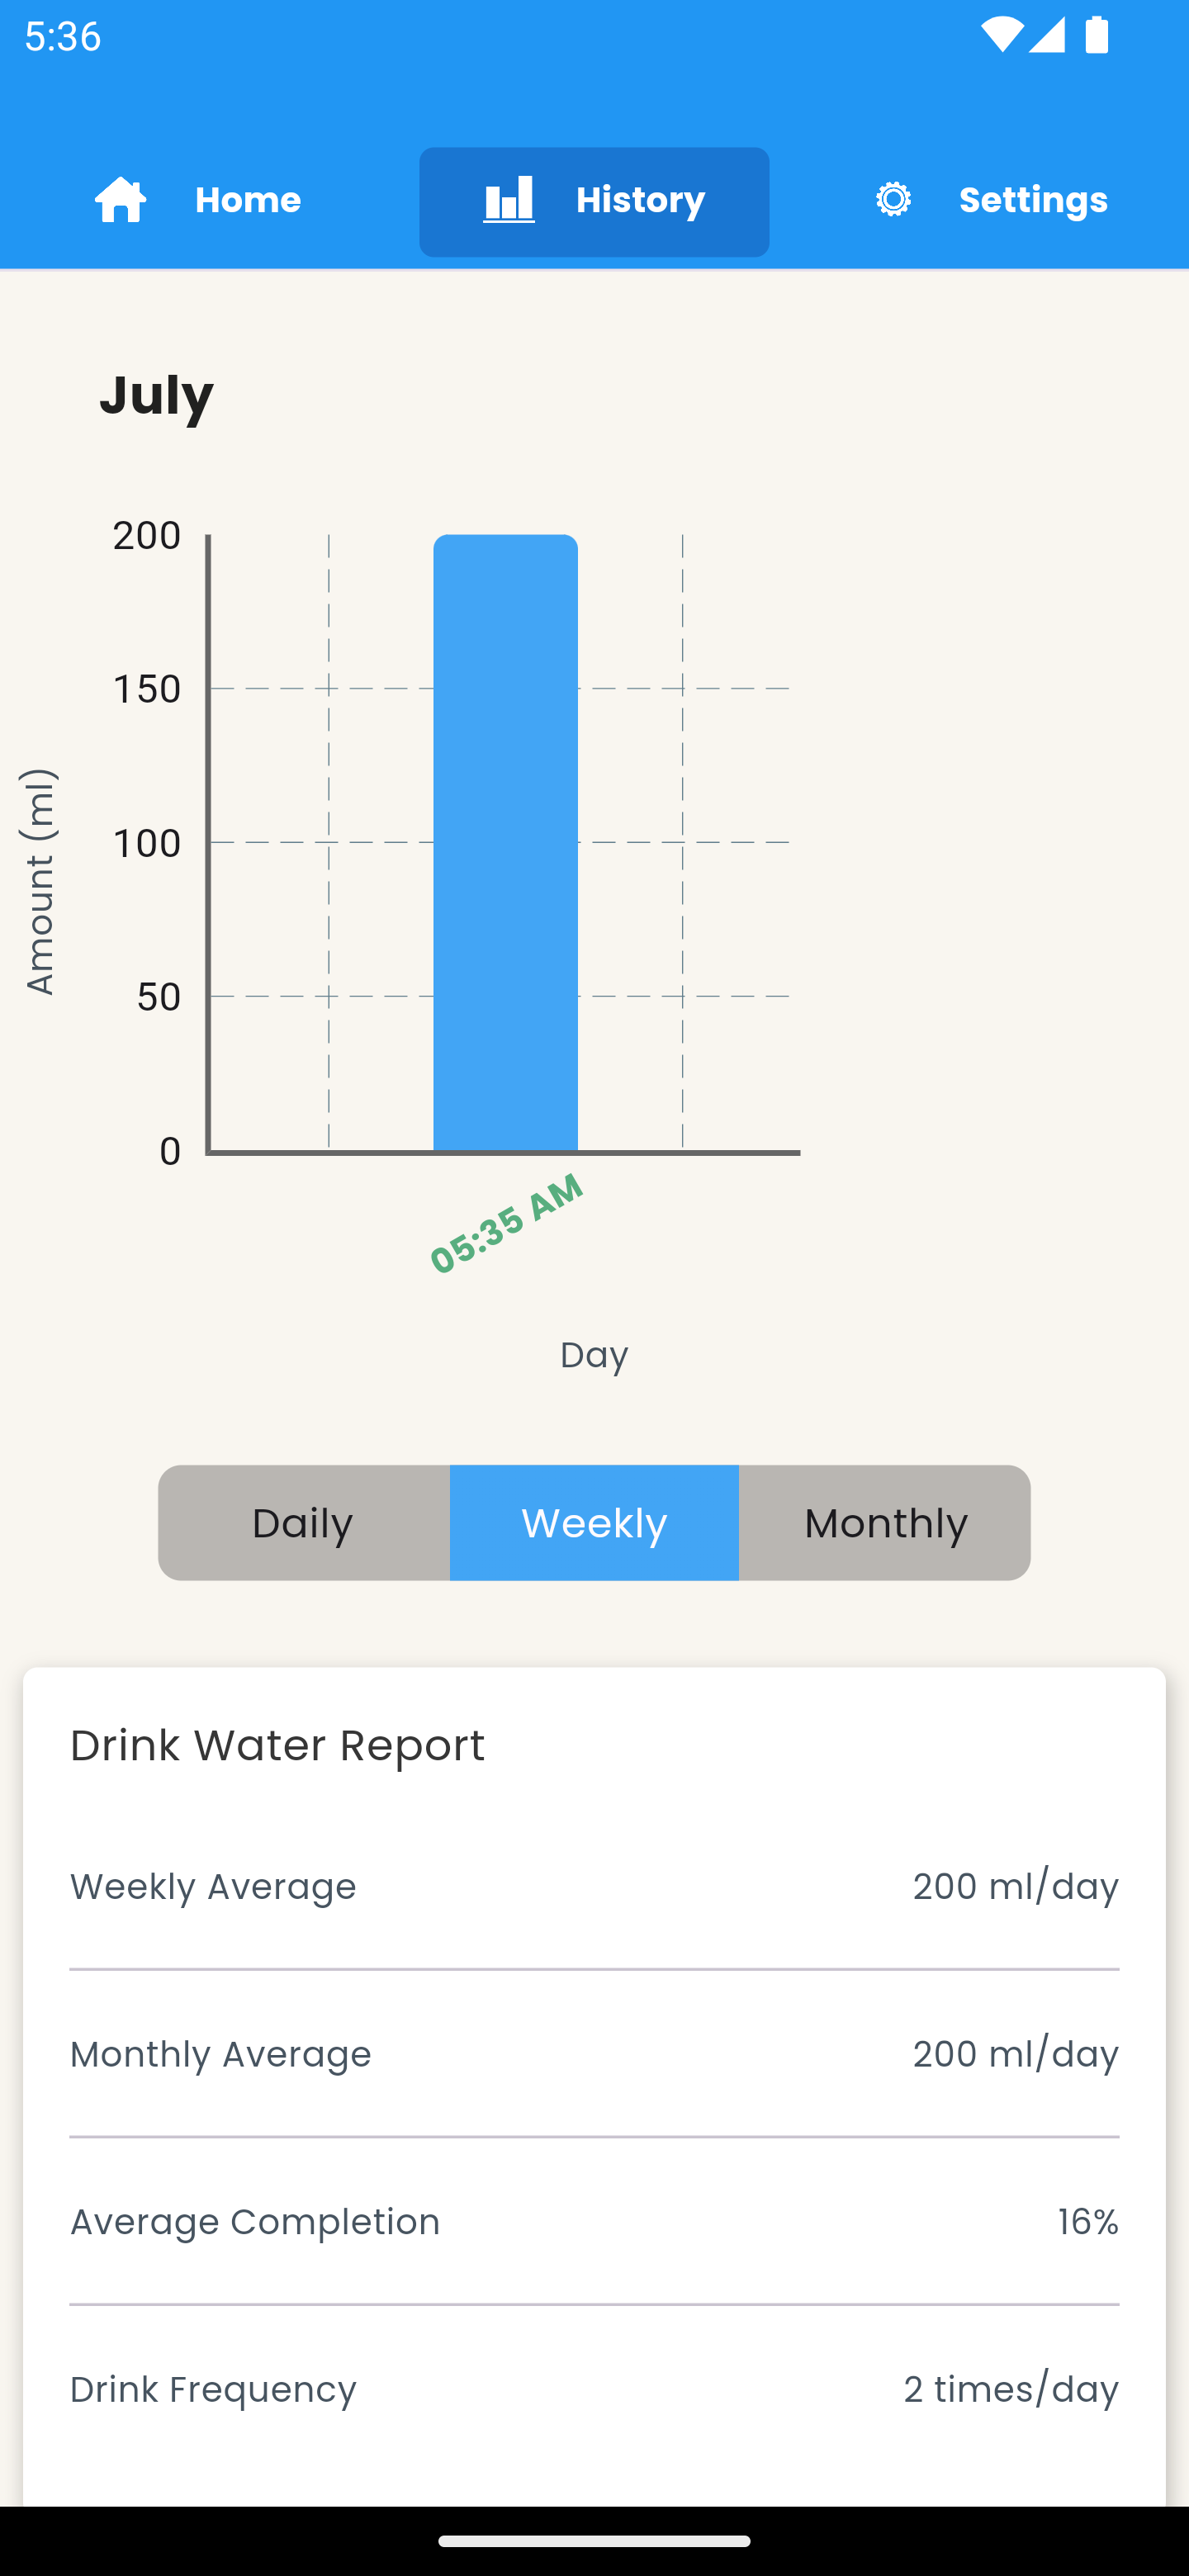 5:36
Home
History
Settings
July
200
150
100
50
0
Amount (ml)
05:35 AM
Day
Daily
Weekly
Monthly
Drink Water Report
Weekly Average 200 ml/day
Monthly Average 200 ml/day
Average Completion 16%
Drink Frequency 2 times/day